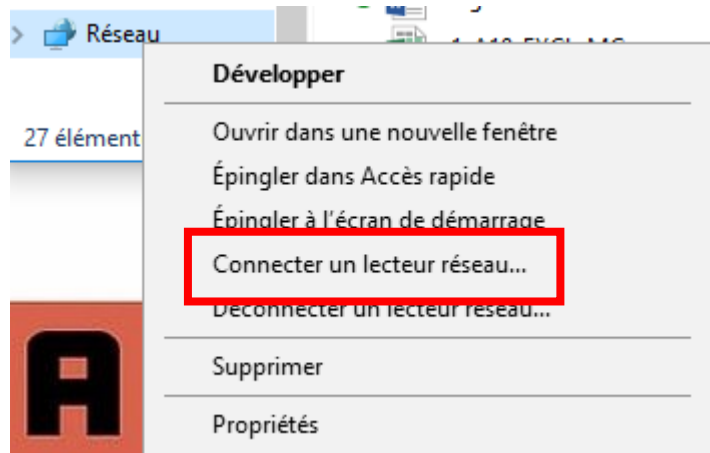 Réseau
Développer
27 élément
Ouvrir dans une nouvelle fenêtre
Épingler dans Accès rapide
Épingler à l'écran de démarrage
Connecter un lecteur réseau...
Déconnecter un lecteur réseau...
Supprimer
A
Propriétés